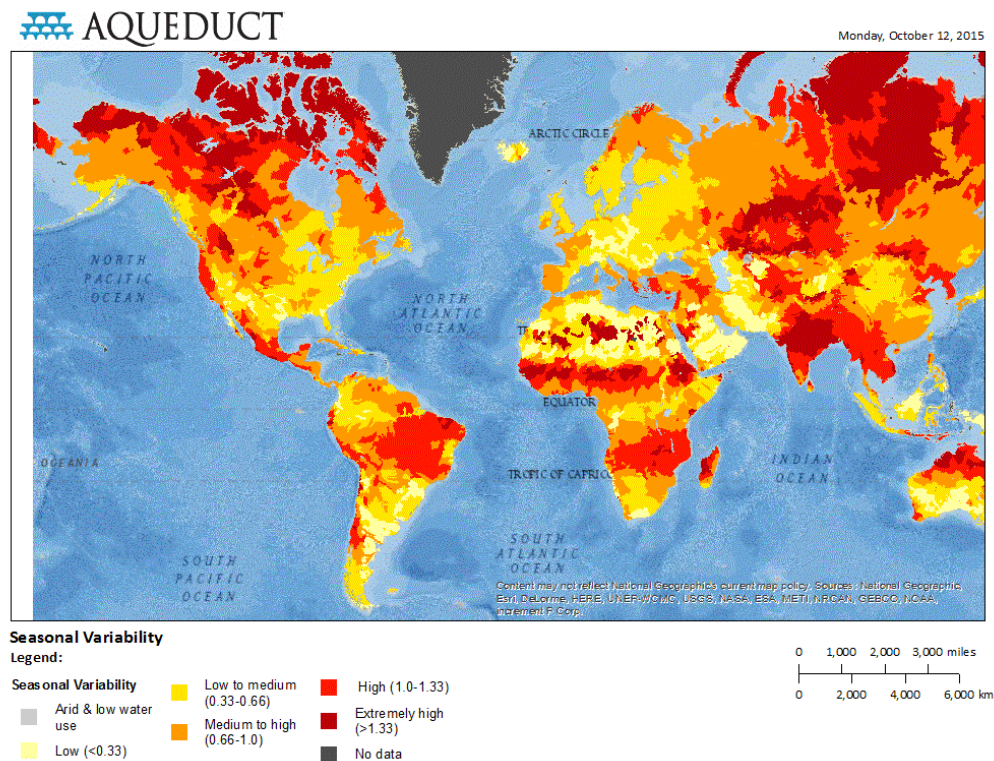 AQUEDUCT
Monday, October 12, 2015
ARCTIC CIRCLE
NORTH
PACIFIC
OCEAN
NORTH
ATLANTIC
OCEAN
TR
EQUATOR
OCEANIA
TROPIC OF CAPRICO
INDIAN
OCEAN
SOUTH
ATLANTIC
OCEAN
SOUTH
PACIFIC
OCEAN
Content may not reflect National Geographic's current map policy. Sources: National Geographic,
Esri, DeLorme, HERE, UNEP-WCMC, USGS, NASA, ESA, METI, NRCAN, GEBCO, NOAA,
increment P Corp.
Seasonal Variability
Legend:
Seasonal Variability
Arid & low water
use
Low (<0.33)
Low to medium
(0.33-0.66)
Medium to high
(0.66-1.0)
High (1.0-1.33)
Extremely high
(>1.33)
No data
0 1,000 2,000 3,000 miles
0 2,000 4,000 6,000 km